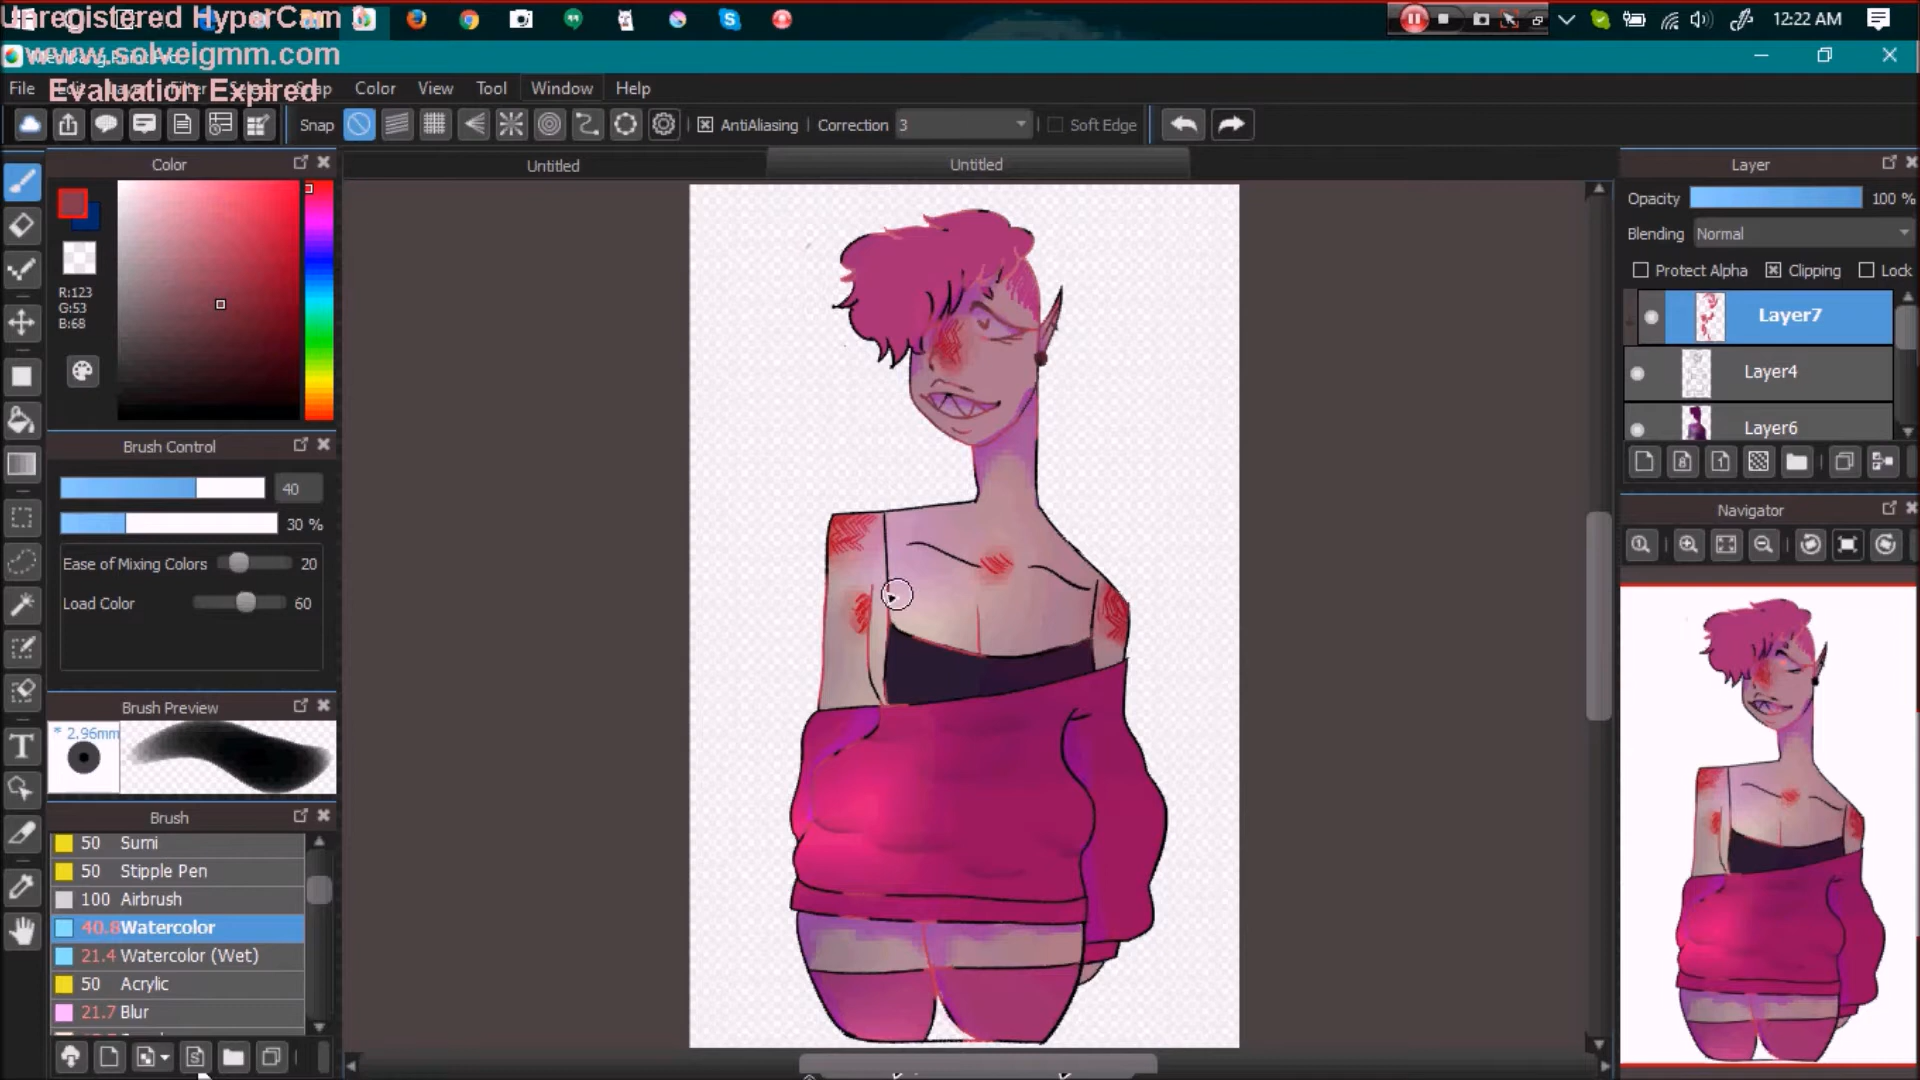 Unregistered HyperCam 3
www.solveigmm.com
Evaluation Expired
12:22 AM
File
Snap
Color
View
Tool
Window
Help
Snap
AntiAliasing
Correction
3
Soft Edge
Color
Untitled
Untitled
Layer
R:123
G:53
B:68
Opacity
100 %
Blending
Normal
Protect Alpha
Clipping
Lock
Layer7
Layer4
Layer6
Brush Control
40
30 %
Ease of Mixing Colors
20
Load Color
60
Navigator
Brush Preview
* 2.96mm
Brush
50 Sumi
50 Stipple Pen
100 Airbrush
40.8 Watercolor
21.4 Watercolor (Wet)
50 Acrylic
21.7 Blur